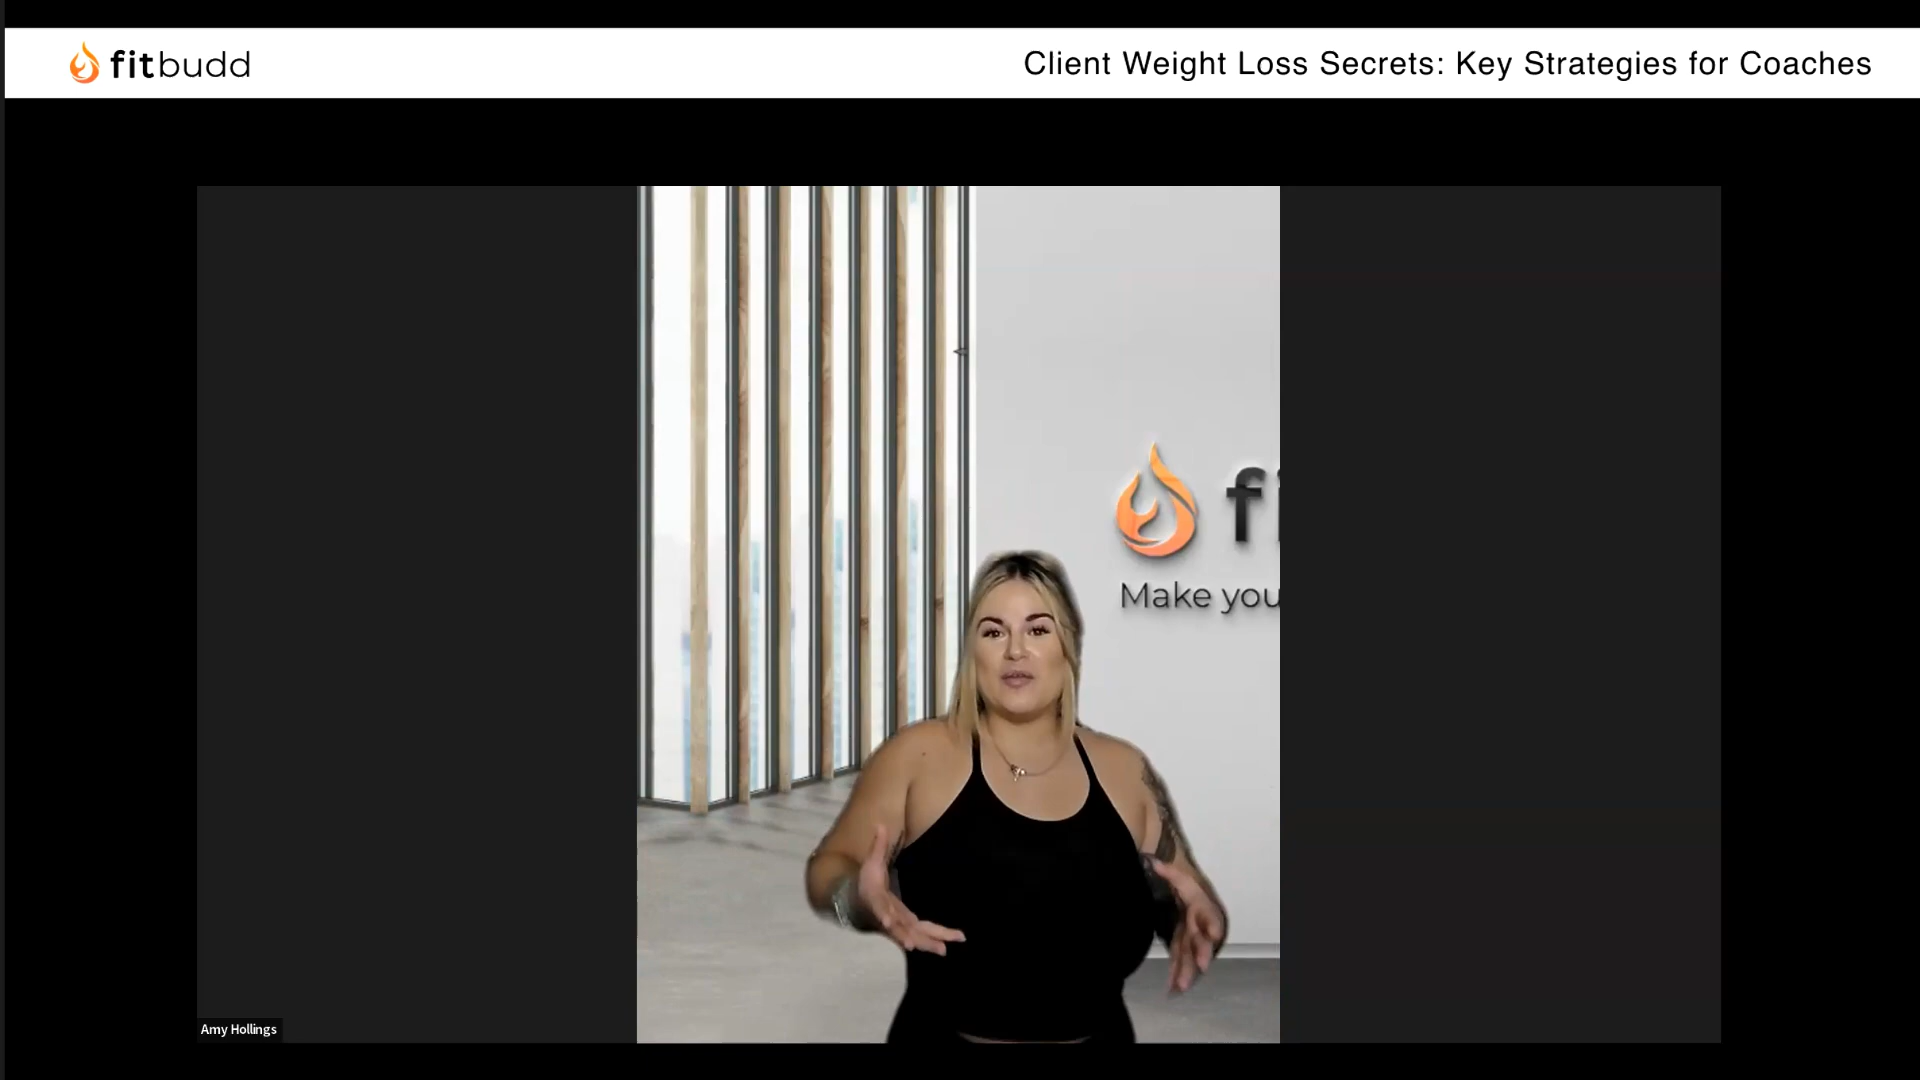 fitbudd
Client Weight Loss Secrets: Key Strategies for Coaches
fi
Make you
Amy Hollings